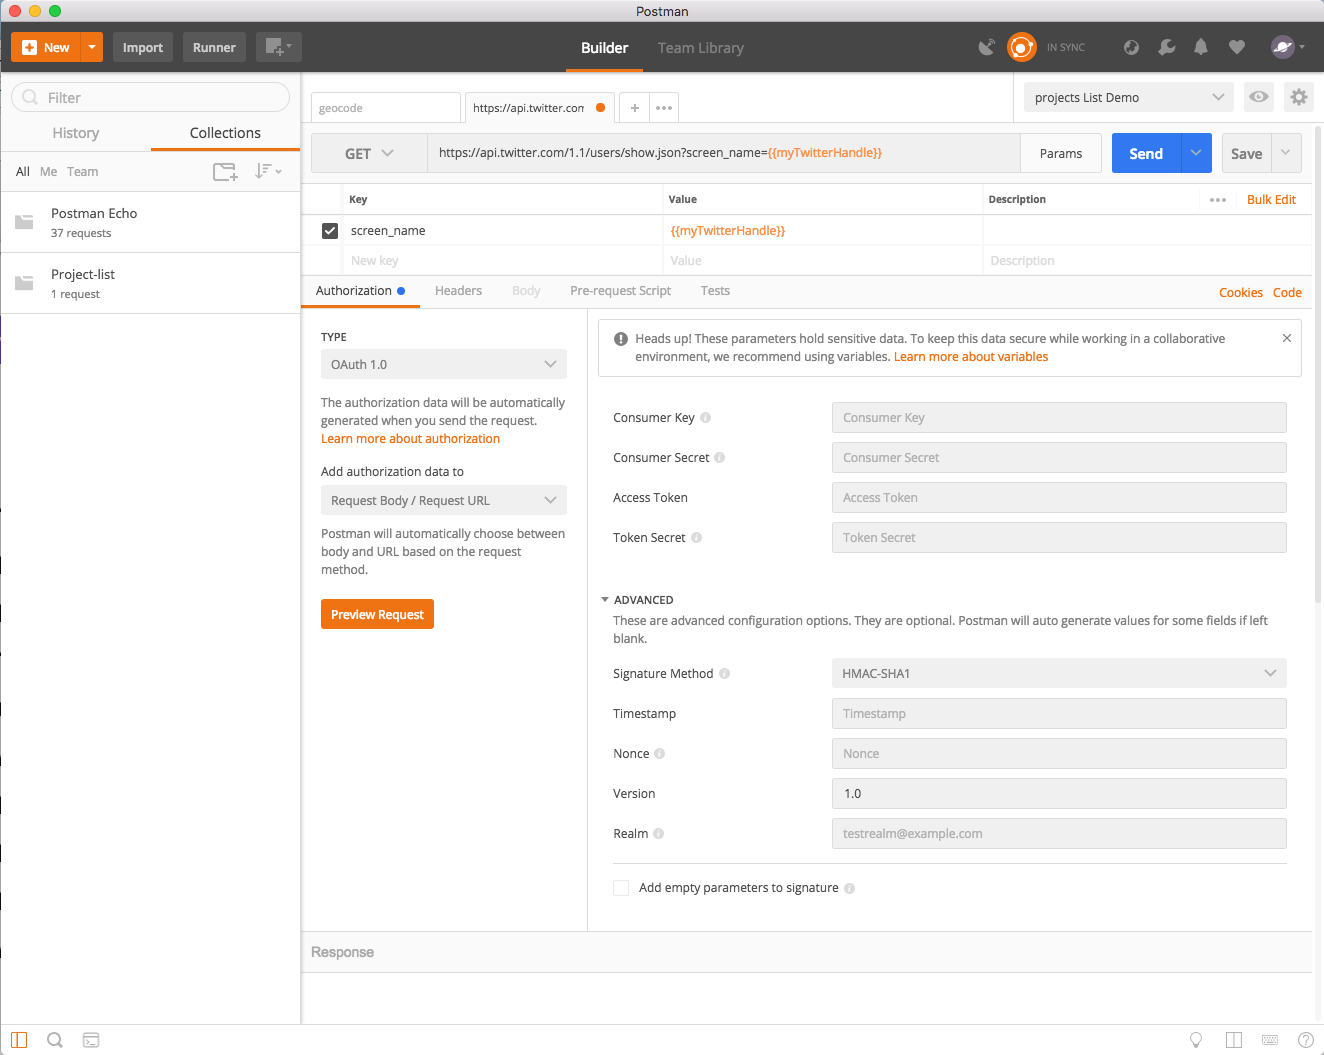 Postman
New
Import
Runner
Builder
Team Library
IN SYNC
Filter
History
Collections
All Me Team
Postman Echo
37 requests
Project-list
1 request
geocode
https://api.twitter.com
projects List Demo
GET
https://api.twitter.com/1.1/users/show.json?screen_name={{myTwitterHandle}}
Params
Send
Save
Key
Value
Description
Bulk Edit
screen_name
{{myTwitterHandle}}
New key
Value
Description
Authorization
Headers
Body
Pre-request Script
Tests
Cookies
Code
TYPE
OAuth 1.0
The authorization data will be automatically
generated when you send the request.
Learn more about authorization
Add authorization data to
Request Body / Request URL
Postman will automatically choose between
body and URL based on the request
method.
Preview Request
Heads up! These parameters hold sensitive data. To keep this data secure while working in a collaborative
environment, we recommend using variables. Learn more about variables
Consumer Key
Consumer Key
Consumer Secret
Consumer Secret
Access Token
Access Token
Token Secret
Token Secret
ADVANCED
These are advanced configuration options. They are optional. Postman will auto generate values for some fields if left
blank.
Signature Method
HMAC-SHA1
Timestamp
Timestamp
Nonce
Nonce
Version
1.0
Realm
testrealm@example.com
Add empty parameters to signature
Response